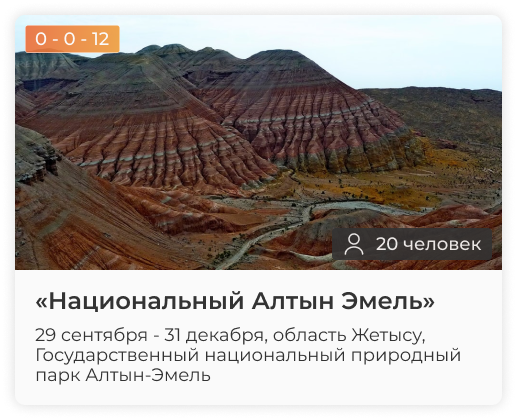 0 - 0 - 12
20 человек
«Национальный Алтын Эмель»
29 сентября - 31 декабря, область Жетысу,
Государственный национальный природный
парк Алтын-Эмель